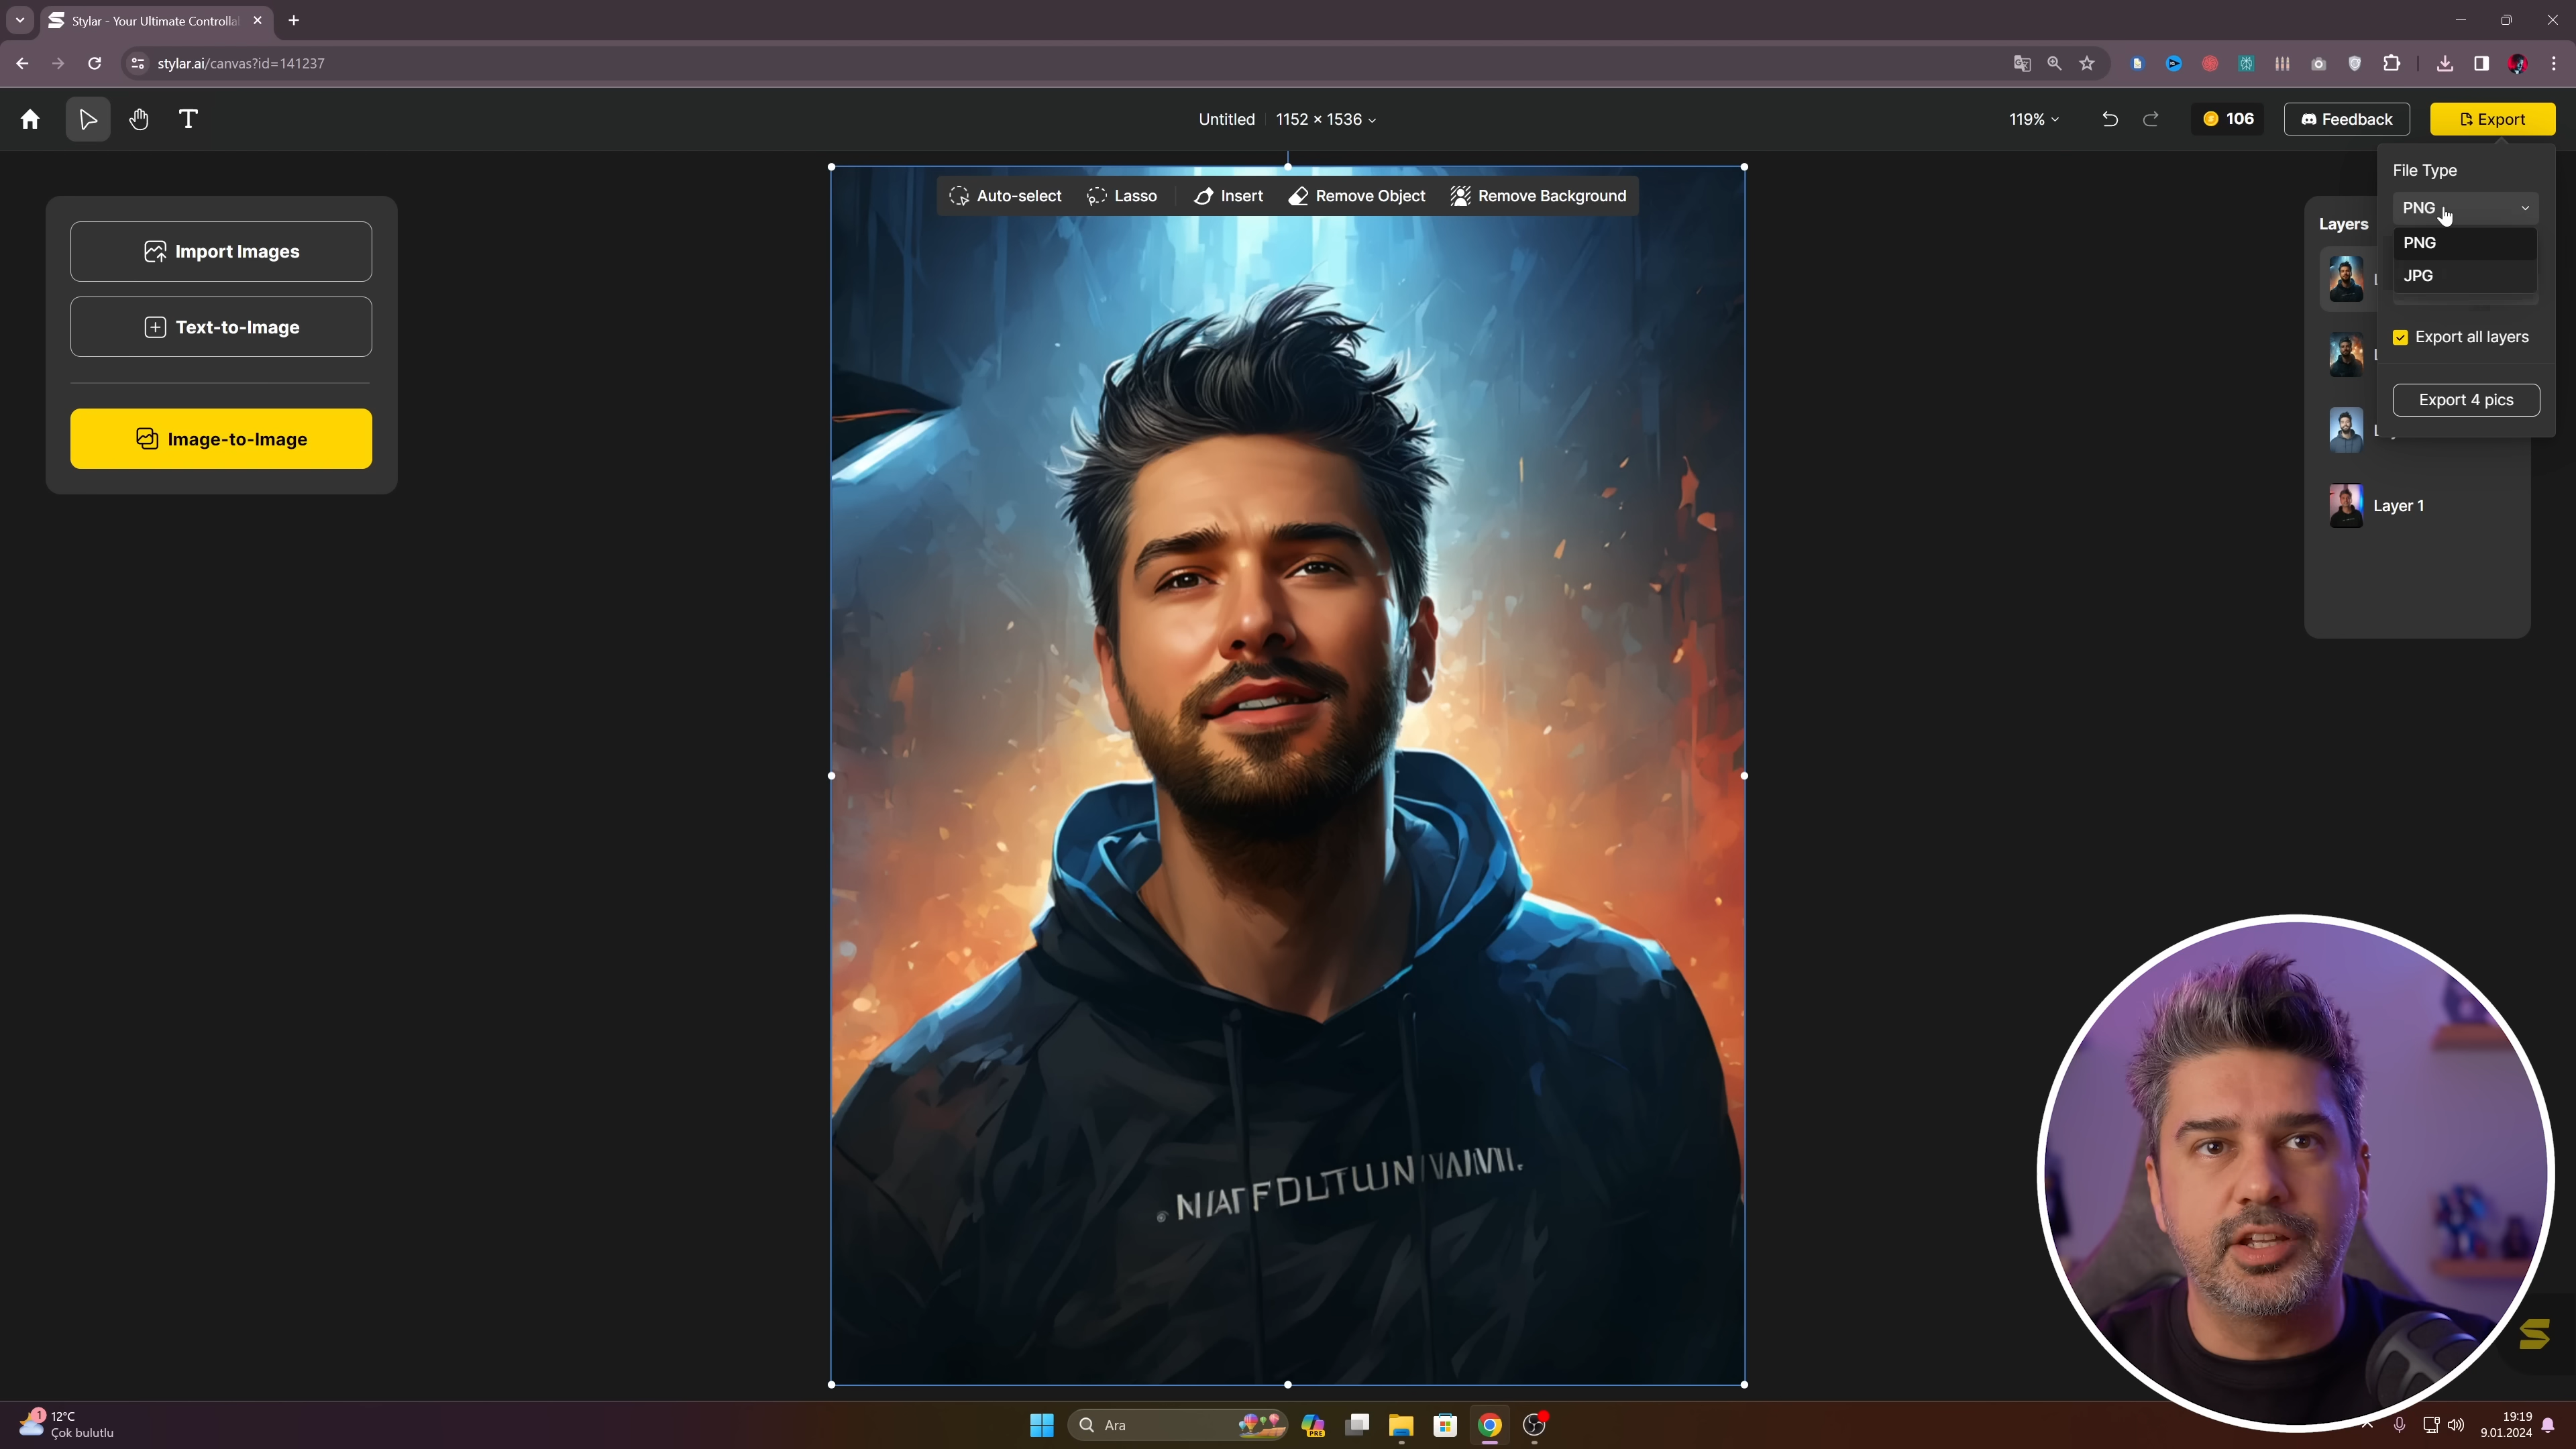 Stylar - Your Ultimate Controlla
stylar.ai/canvas?id=141237
Untitled 1152 × 1536
119%
106
Feedback
Export
File Type
PNG
PNG
JPG
Export all layers
Export 4 pics
Auto-select
Lasso
Insert
Remove Object
Remove Background
Import Images
Text-to-Image
Image-to-Image
Layers
Layer 1
1
12°C
Çok bulutlu
Ara
PRE
19:19
9.01.2024